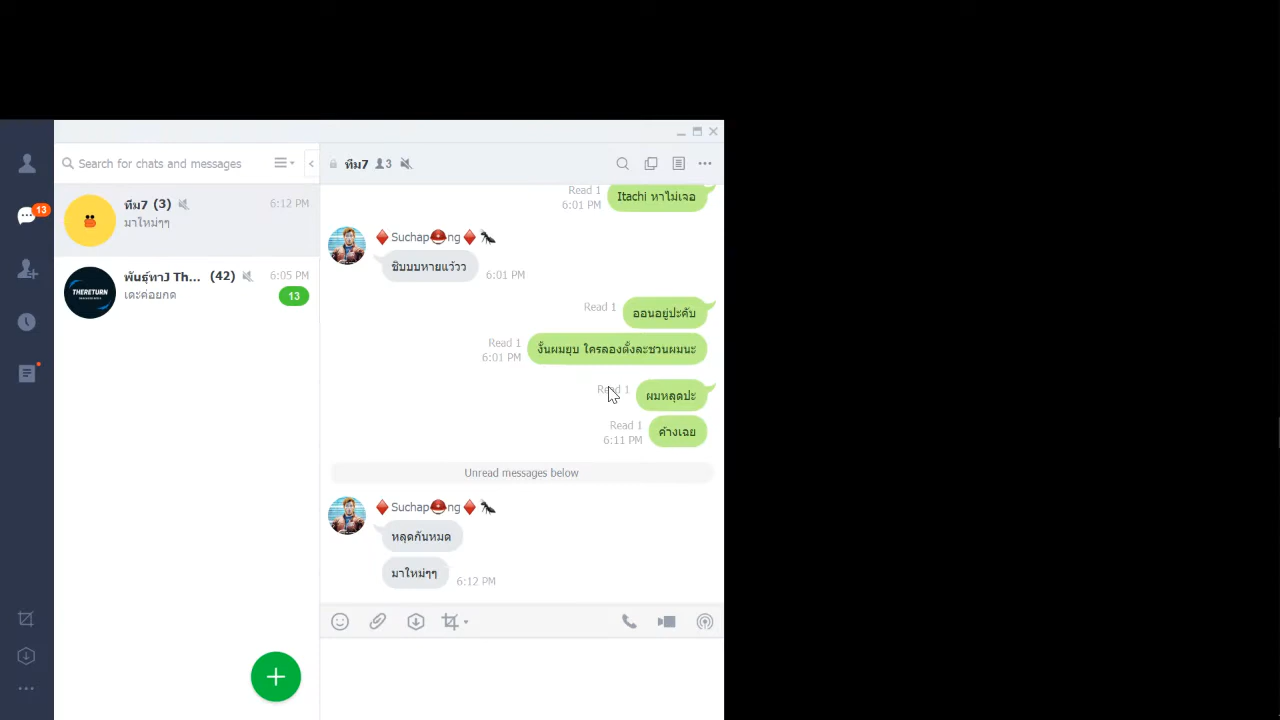 Search for chats and messages
13
ทีม7 (3)
6:12 PM
มาใหม่ๆๆ
THERETURN
พันธุ์ทาJ Th... (42)
6:05 PM
เตะค่อยกด
13
ทีม7 3
Read 1
6:01 PM
Itachi หาไม่เจอ
Suchap ng
ชิบบบหายแว้วว
6:01 PM
Read 1
ออนอยู่ปะคับ
Read 1
6:01 PM
งั้นผมยุบ ใครลองตั้งละชวนผมนะ
Read 1
ผมหลุดปะ
Read 1
6:11 PM
ค้างเฉย
Unread messages below
Suchap ng
หลุดกันหมด
มาใหม่ๆๆ
6:12 PM